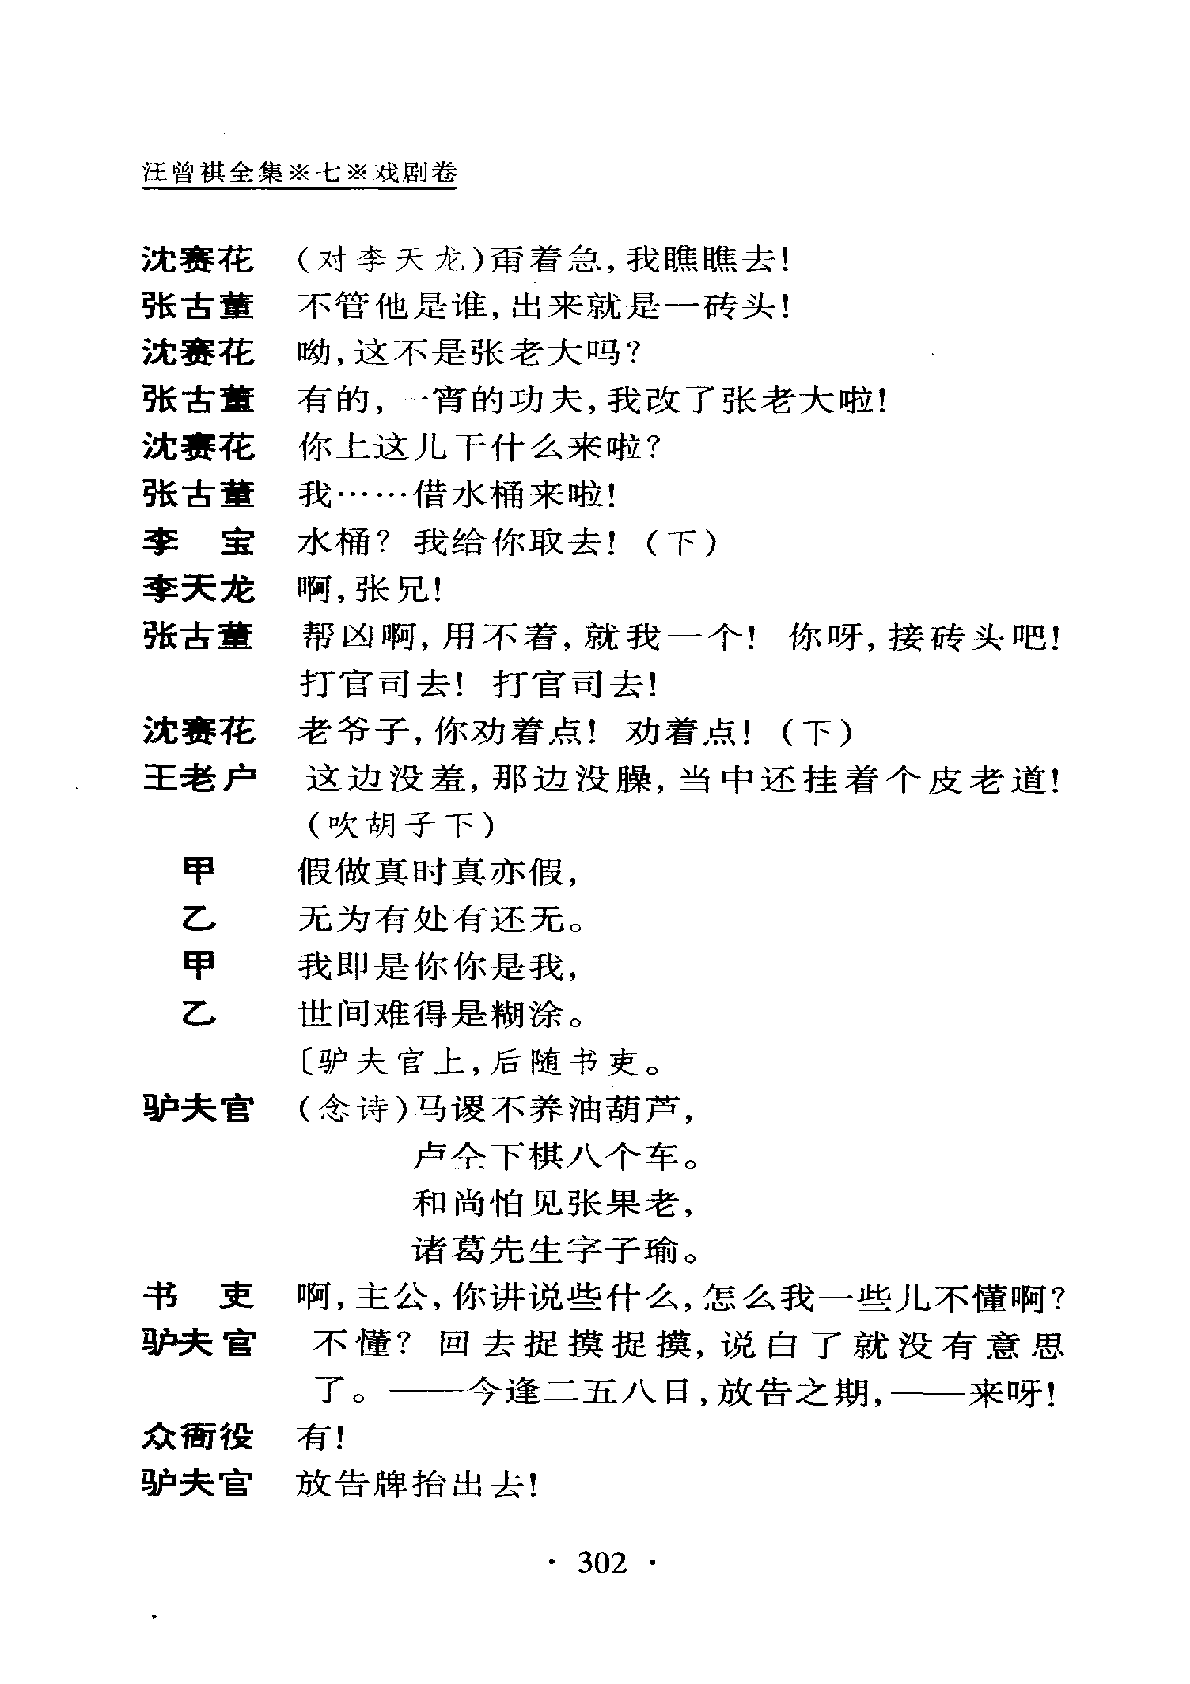 汪曾祺全集※七※戏剧卷
沈赛花 （对李天龙）甭着急，我瞧瞧去！
张古董 不管他是谁，出来就是一砖头！
沈赛花 呦，这不是张老大吗？
张古董 有的，一宵的功夫，我改了张老大啦！
沈赛花 你上这儿干什么来啦？
张古董 我……借水桶来啦！
李 宝 水桶？我给你取去！（下）
李天龙 啊，张兄！
张古董 帮凶啊，用不着，就我一个！ 你呀，接砖头吧！
打官司去！ 打官司去！
沈赛花 老爷子，你劝着点！ 劝着点！（下）
王老户 这边没羞，那边没臊，当中还挂着个皮老道！
（吹胡子下）
甲 假做真时真亦假，
乙 无为有处有还无。
甲 我即是你你是我，
乙 世间难得是糊涂。
〔驴夫官上，后随书吏。
驴夫官 （念诗）马谡不养油葫芦，
卢仝下棋八个车。
和尚怕见张果老，
诸葛先生字子瑜。
书 吏 啊，主公，你讲说些什么，怎么我一些儿不懂啊？
驴夫官 不懂？ 回去捉摸捉摸，说白了就没有意思
了。——今逢二五八日，放告之期，——来呀！
众衙役 有！
驴夫官 放告牌抬出去！
· 302 ·